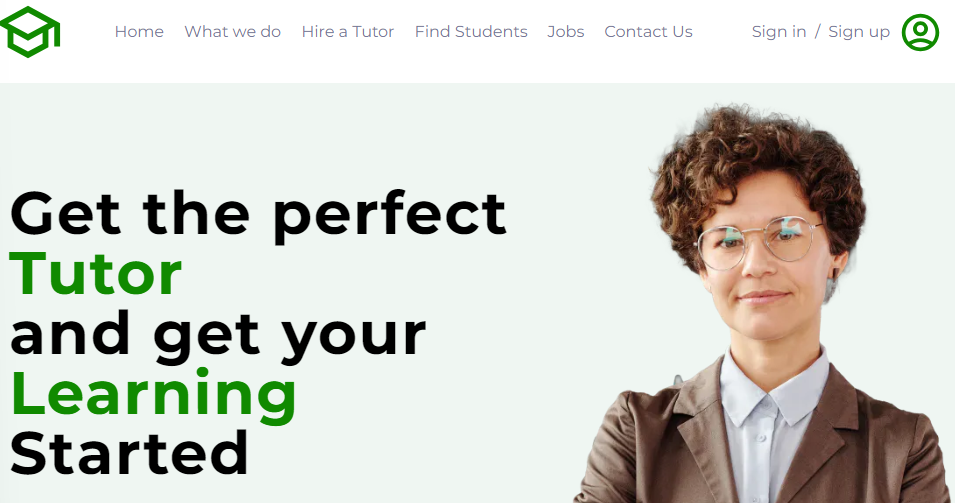 Home What we do Hire a Tutor Find Students Jobs Contact Us Sign in / Sign up
Get the perfect
Tutor
and get your
Learning
Started